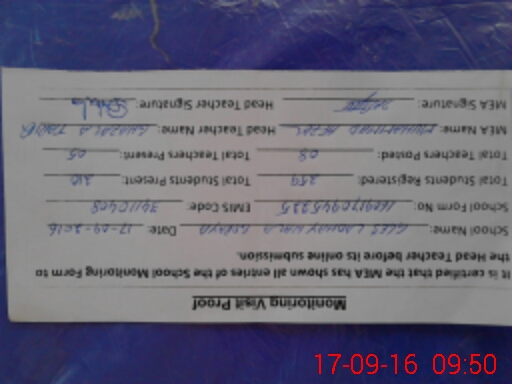 Monitoring Visit Proof
It is certified that the MEA has shown all entries of the School Monitoring Form to
the Head Teacher before its online submission.
School Name: GGES Date: 17-09-2016
School Form No: EMIS Code:
Total Students Registered: 259 Total Students Present: 210
Total Teachers Posted: 08 Total Teachers Present: 05
MEA Name: MUHAMMAD Head Teacher Name:
MEA Signature: Head Teacher Signature:
17-09-16 09:50